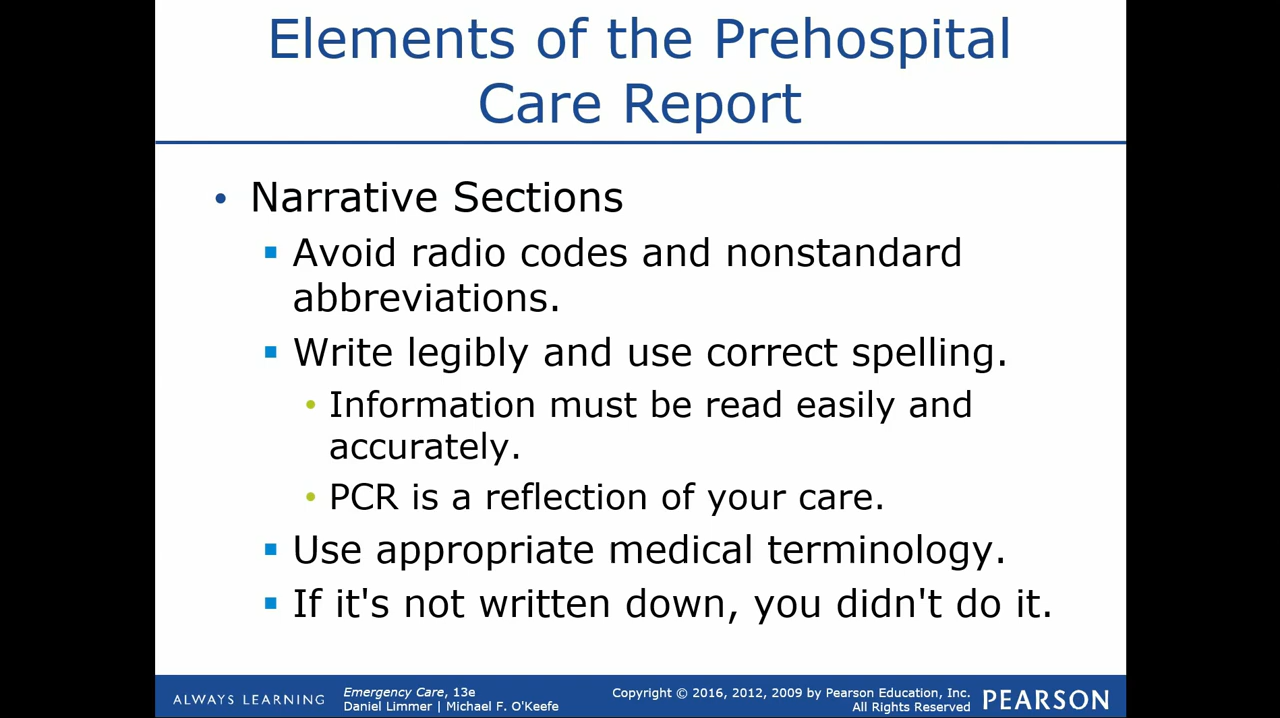 Elements of the Prehospital
Care Report
• Narrative Sections
▪ Avoid radio codes and nonstandard
abbreviations.
▪ Write legibly and use correct spelling.
• Information must be read easily and
accurately.
• PCR is a reflection of your care.
▪ Use appropriate medical terminology.
▪ If it's not written down, you didn't do it.
ALWAYS LEARNING
Emergency Care, 13e
Daniel Limmer | Michael F. O'Keefe
Copyright © 2016, 2012, 2009 by Pearson Education, Inc.
All Rights Reserved
PEARSON